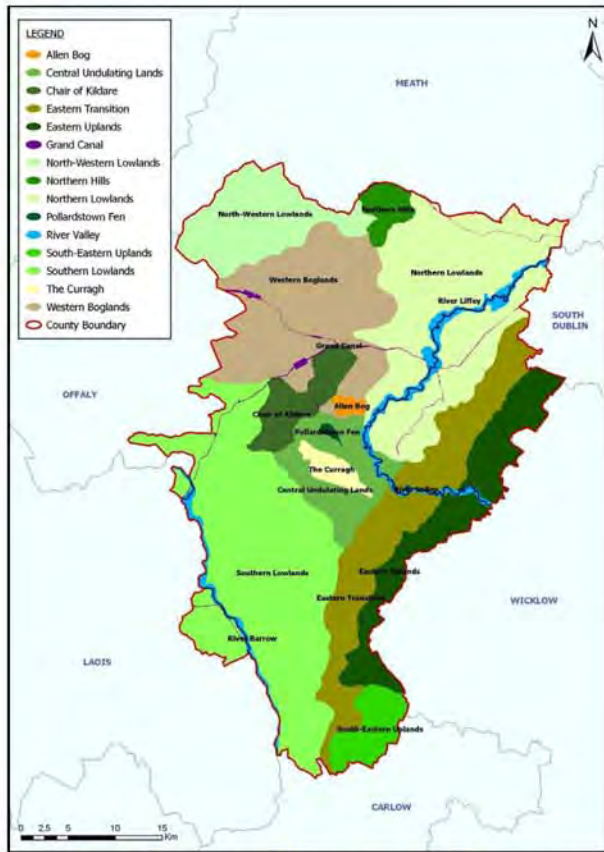 LEGEND
Allen Bog
Central Undulating Lands
Chair of Kildare
Eastern Transition
Eastern Uplands
Grand Canal
North-Western Lowlands
Northern Hills
Northern Lowlands
Pollardstown Fen
River Valley
South-Eastern Uplands
Southern Lowlands
The Curragh
Western Boglands
County Boundary
N
MEATH
North-Western Lowlands
Northern Hills
Western Boglands
Northern Lowlands
River Liffey
SOUTH
DUBLIN
Grand Canal
OFFALY
Allen Bog
Chair of Kildare
Pollardstown Fen
The Curragh
Central Undulating Lands
River Liffey
Southern Lowlands
Eastern Uplands
Eastern Transition
WICKLOW
River Barrow
LAOIS
South-Eastern Uplands
CARLOW
0 2.5 5 10 15
Km